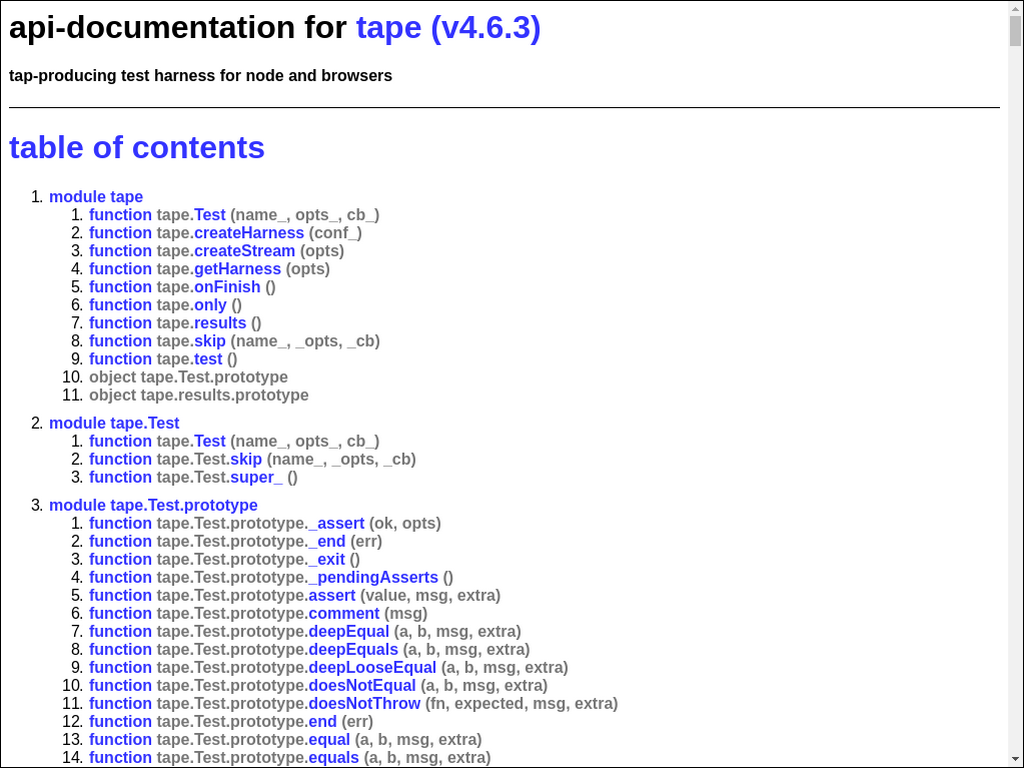 api-documentation for tape (v4.6.3)
tap-producing test harness for node and browsers
table of contents
1. module tape
1. function tape.Test (name_, opts_, cb_)
2. function tape.createHarness (conf_)
3. function tape.createStream (opts)
4. function tape.getHarness (opts)
5. function tape.onFinish ()
6. function tape.only ()
7. function tape.results ()
8. function tape.skip (name_, _opts, _cb)
9. function tape.test ()
10. object tape.Test.prototype
11. object tape.results.prototype
2. module tape.Test
1. function tape.Test (name_, opts_, cb_)
2. function tape.Test.skip (name_, _opts, _cb)
3. function tape.Test.super_ ()
3. module tape.Test.prototype
1. function tape.Test.prototype._assert (ok, opts)
2. function tape.Test.prototype._end (err)
3. function tape.Test.prototype._exit ()
4. function tape.Test.prototype._pendingAsserts ()
5. function tape.Test.prototype.assert (value, msg, extra)
6. function tape.Test.prototype.comment (msg)
7. function tape.Test.prototype.deepEqual (a, b, msg, extra)
8. function tape.Test.prototype.deepEquals (a, b, msg, extra)
9. function tape.Test.prototype.deepLooseEqual (a, b, msg, extra)
10. function tape.Test.prototype.doesNotEqual (a, b, msg, extra)
11. function tape.Test.prototype.doesNotThrow (fn, expected, msg, extra)
12. function tape.Test.prototype.end (err)
13. function tape.Test.prototype.equal (a, b, msg, extra)
14. function tape.Test.prototype.equals (a, b, msg, extra)